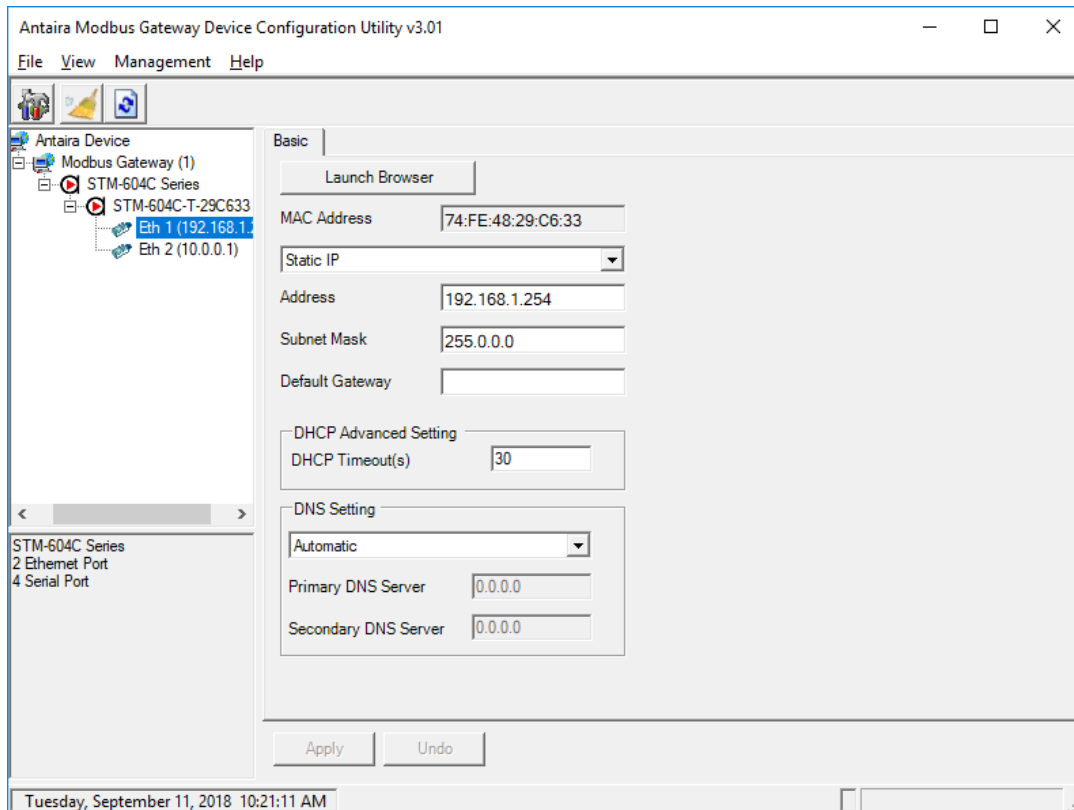 Antaira Modbus Gateway Device Configuration Utility v3.01
File View Management Help
Antaira Device
Modbus Gateway (1)
STM-604C Series
STM-604C-T-29C633
Eth 1 (192.168.1.2
Eth 2 (10.0.0.1)
STM-604C Series
2 Ethernet Port
4 Serial Port
Basic
Launch Browser
MAC Address 74:FE:48:29:C6:33
Static IP
Address 192.168.1.254
Subnet Mask 255.0.0.0
Default Gateway
DHCP Advanced Setting
DHCP Timeout(s) 30
DNS Setting
Automatic
Primary DNS Server 0.0.0.0
Secondary DNS Server 0.0.0.0
Apply Undo
Tuesday, September 11, 2018 10:21:11 AM